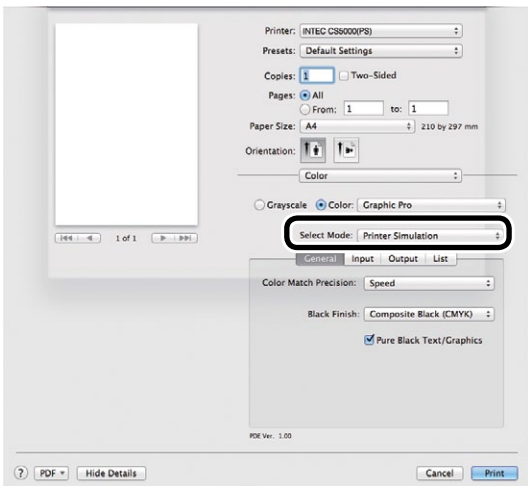 Printer: INTEC CS5000(PS)
Presets: Default Settings
Copies: 1 Two-Sided
Pages: All
From: 1 to: 1
Paper Size: A4 210 by 297 mm
Orientation:
Color
Grayscale Color: Graphic Pro
1 of 1
Select Mode: Printer Simulation
General Input Output List
Color Match Precision: Speed
Black Finish: Composite Black (CMYK)
Pure Black Text/Graphics
PDE Ver. 1.00
? PDF Hide Details Cancel Print